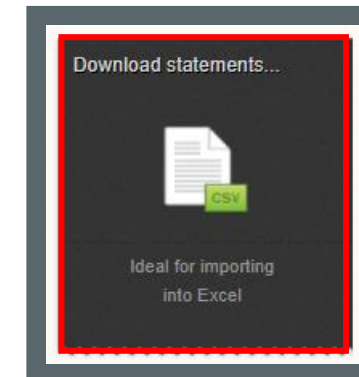 Download statements...
CSV
Ideal for importing
into Excel